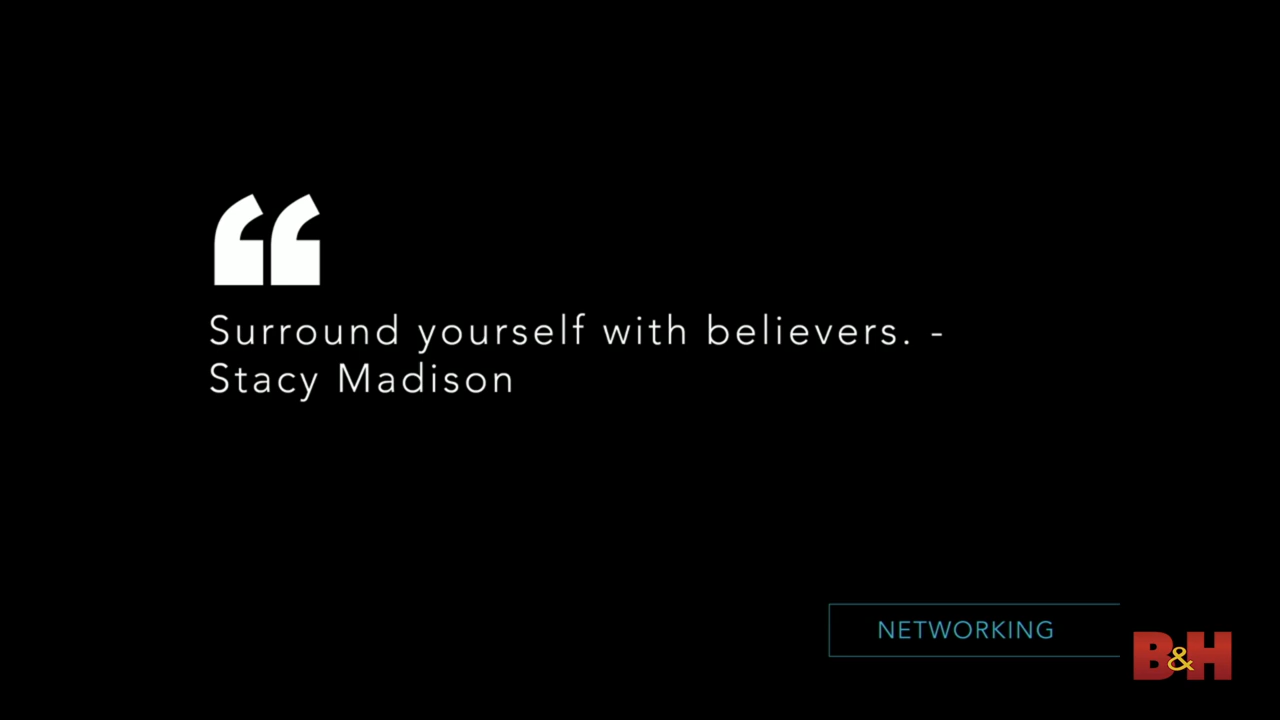 “
Surround yourself with believers. -
Stacy Madison
NETWORKING
B&H